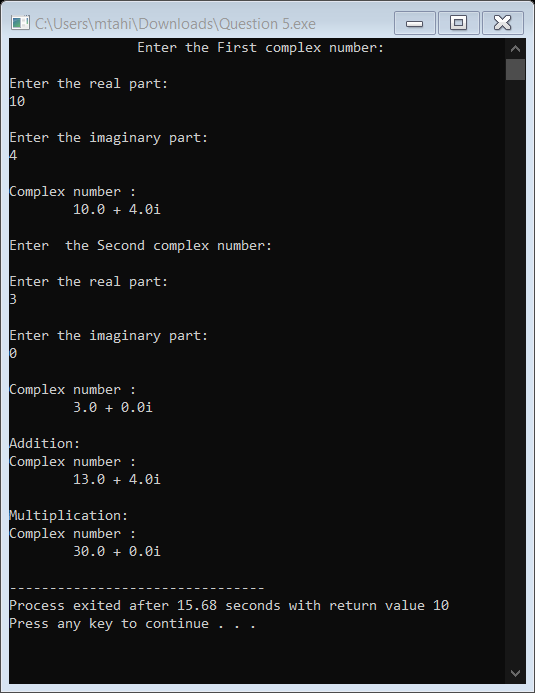 C:\Users\mtahi\Downloads\Question 5.exe
Enter the First complex number:
Enter the real part:
10
Enter the imaginary part:
4
Complex number :
10.0 + 4.0i
Enter  the Second complex number:
Enter the real part:
3
Enter the imaginary part:
0
Complex number :
3.0 + 0.0i
Addition:
Complex number :
13.0 + 4.0i
Multiplication:
Complex number :
30.0 + 0.0i
--------------------------------
Process exited after 15.68 seconds with return value 10
Press any key to continue . . .